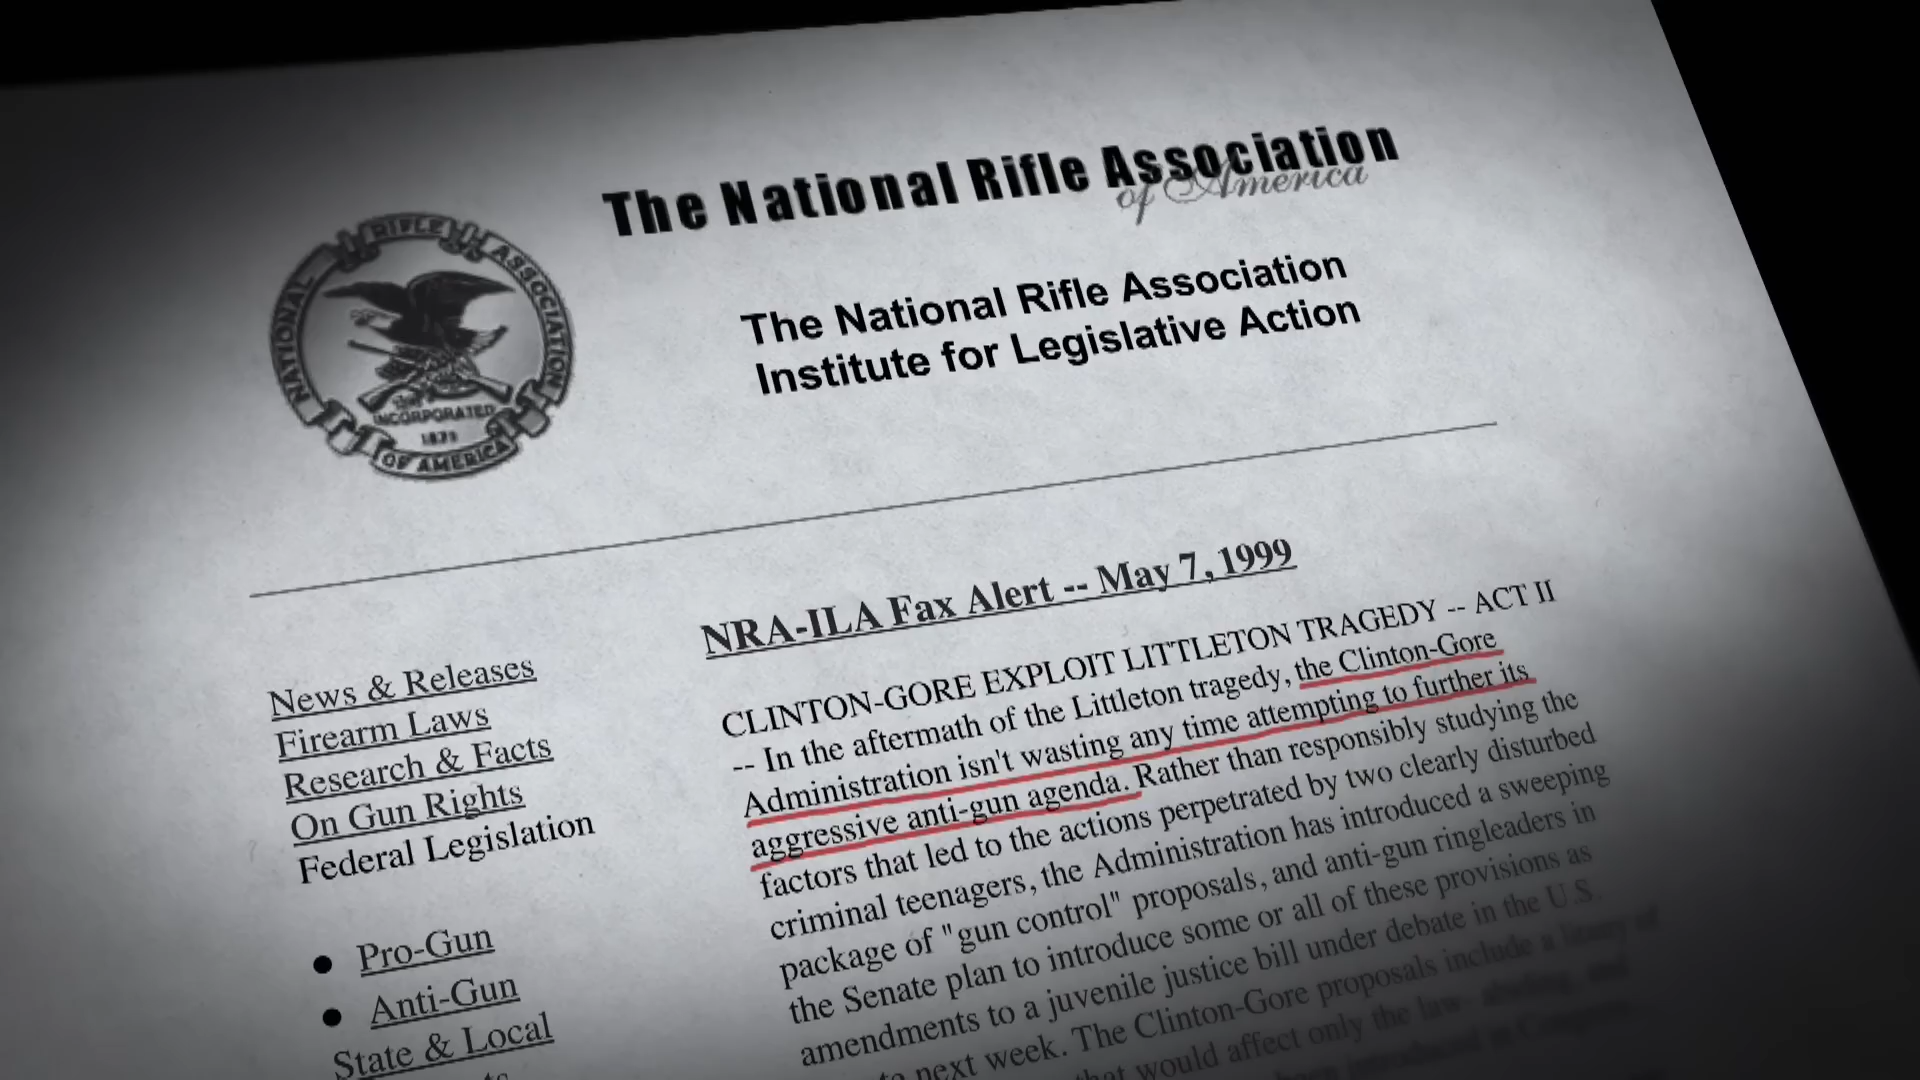 The National Rifle Association
of America
NATIONAL RIFLE ASSOCIATION
INCORPORATED
1871
OF AMERICA
The National Rifle Association
Institute for Legislative Action
NRA-ILA Fax Alert -- May 7, 1999
News & Releases
Firearm Laws
Research & Facts
On Gun Rights
Federal Legislation
Pro-Gun
Anti-Gun
State & Local
CLINTON-GORE EXPLOIT LITTLETON TRAGEDY -- ACT II
-- In the aftermath of the Littleton tragedy, the Clinton-Gore
Administration isn't wasting any time attempting to further its
aggressive anti-gun agenda. Rather than responsibly studying the
factors that led to the actions perpetrated by two clearly disturbed
criminal teenagers, the Administration has introduced a sweeping
package of "gun control" proposals, and anti-gun ringleaders in
the Senate plan to introduce some or all of these provisions as
amendments to a juvenile justice bill under debate in the U.S.
next week. The Clinton-Gore proposals include a
that would affect only the law-